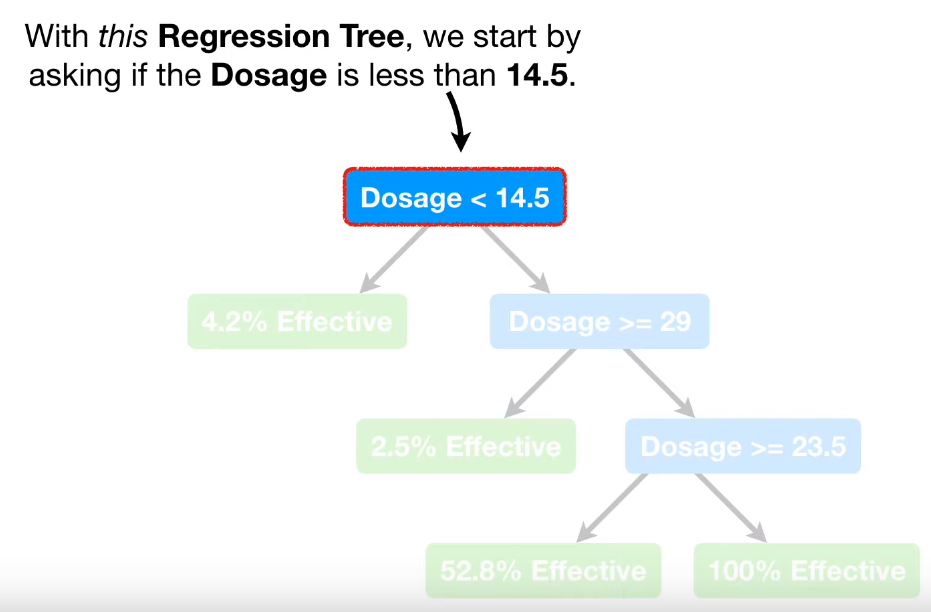 With this Regression Tree, we start by
asking if the Dosage is less than 14.5.
Dosage < 14.5
4.2% Effective
Dosage >= 29
2.5% Effective
Dosage >= 23.5
52.8% Effective
100% Effective